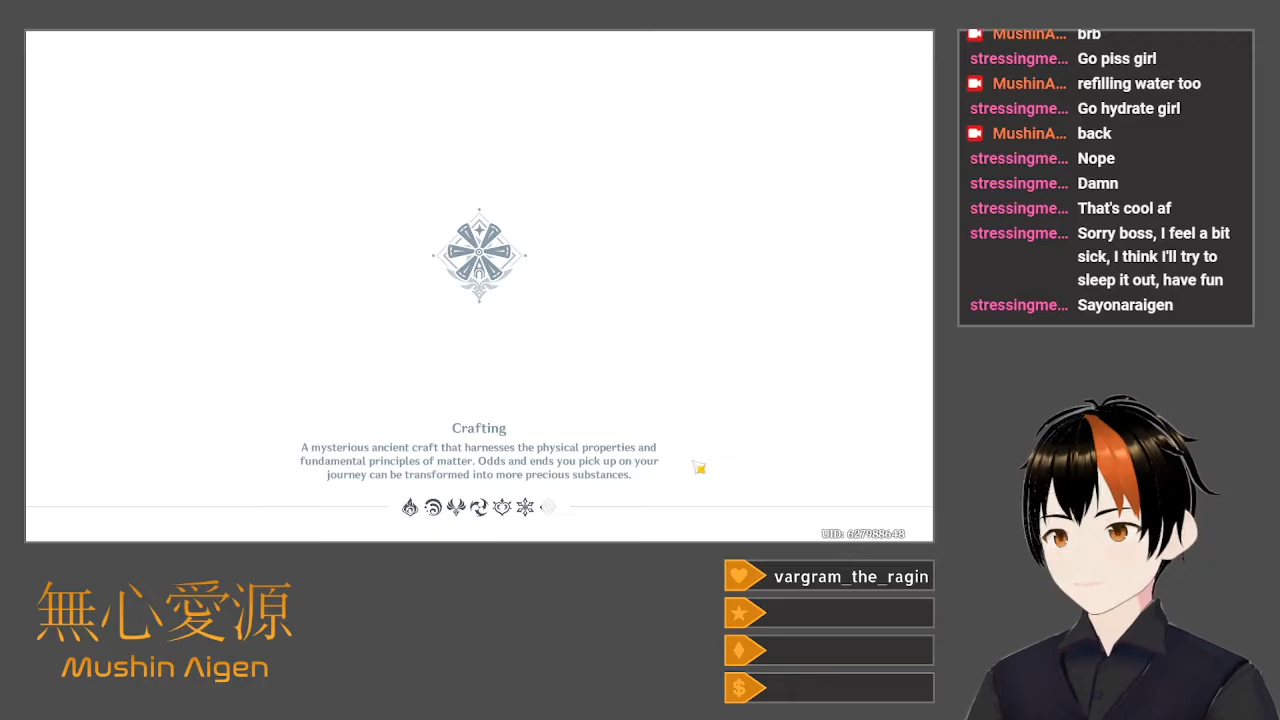 MushinA... brb
stressingme... Go piss girl
MushinA... refilling water too
stressingme... Go hydrate girl
MushinA... back
stressingme... Nope
stressingme... Damn
stressingme... That's cool af
stressingme... Sorry boss, I feel a bit
sick, I think I'll try to
sleep it out, have fun
stressingme... Sayonaraigen
Crafting
A mysterious ancient craft that harnesses the physical properties and
fundamental principles of matter. Odds and ends you pick up on your
journey can be transformed into more precious substances.
UID: 627988648
無心愛源
Mushin Aigen
vargram_the_ragin